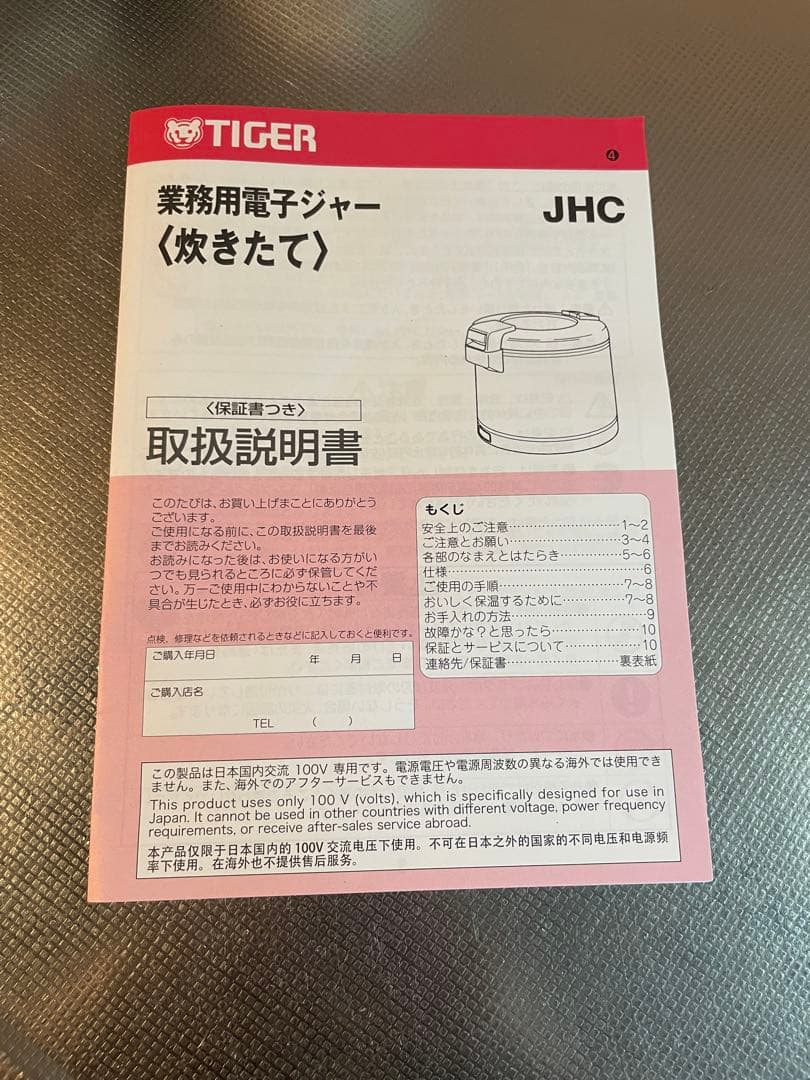 TIGER
4
業務用電子ジャー
〈炊きたて〉
JHC
〈保証書つき〉
取扱説明書
このたびは、お買い上げまことにありがとう
ございます。
ご使用になる前に、この取扱説明書を最後
までお読みください。
お読みになった後は、お使いになる方がい
つでも見られるところに必ず保管してくだ
さい。万一ご使用中にわからないことや不
具合が生じたとき、必ずお役に立ちます。
点検、修理などを依頼されるときなどに記入しておくと便利です。
ご購入年月日
年 月 日
ご購入店名
TEL ( )
もくじ
安全上のご注意……………………1〜2
ご注意とお願い……………………3〜4
各部のなまえとはたらき…………5〜6
仕様…………………………………6
ご使用の手順………………………7〜8
おいしく保温するために…………7〜8
お手入れの方法……………………9
故障かな？と思ったら……………10
保証とサービスについて…………10
連絡先/保証書……………………裏表紙
この製品は日本国内交流 100V 専用です。電源電圧や電源周波数の異なる海外では使用でき
ません。また、海外でのアフターサービスもできません。
This product uses only 100 V (volts), which is specifically designed for use in
Japan. It cannot be used in other countries with different voltage, power frequency
requirements, or receive after-sales service abroad.
本产品仅限于日本国内的 100V 交流电压下使用。不可在日本之外的国家的不同电压和电源频
率下使用。在海外也不提供售后服务。